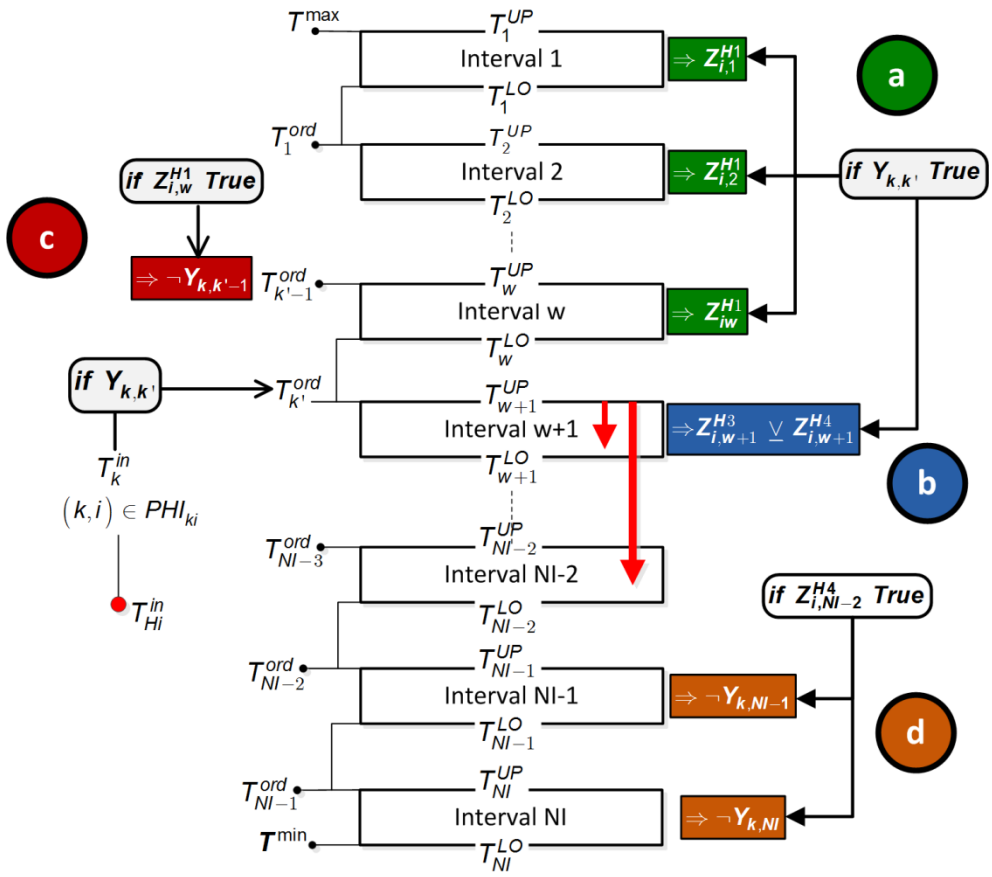 T^max
T_1^UP
Interval 1
⇒ Z_{i,1}^{H1}
a
T_1^LO
T_1^ord
T_2^UP
Interval 2
⇒ Z_{i,2}^{H1}
if Y_{k,k'} True
T_2^LO
if Z_{i,w}^{H1} True
c
⇒ ¬Y_{k,k'-1}
T_{k'-1}^ord
T_w^UP
Interval w
⇒ Z_{iw}^{H1}
T_w^LO
if Y_{k,k'}
T_{k'}^ord
T_{w+1}^UP
Interval w+1
⇒Z_{i,w+1}^{H3} ⊻ Z_{i,w+1}^{H4}
T_{w+1}^LO
b
T_k^in
(k,i) ∈ PHI_{ki}
T_{Hi}^in
T_{NI-3}^ord
T_{NI-2}^UP
Interval NI-2
T_{NI-2}^LO
if Z_{i,NI-2}^{H4} True
T_{NI-2}^ord
T_{NI-1}^UP
Interval NI-1
⇒ ¬Y_{k,NI-1}
T_{NI-1}^LO
d
T_{NI-1}^ord
T_{NI}^UP
Interval NI
⇒ ¬Y_{k,NI}
T^min
T_{NI}^LO